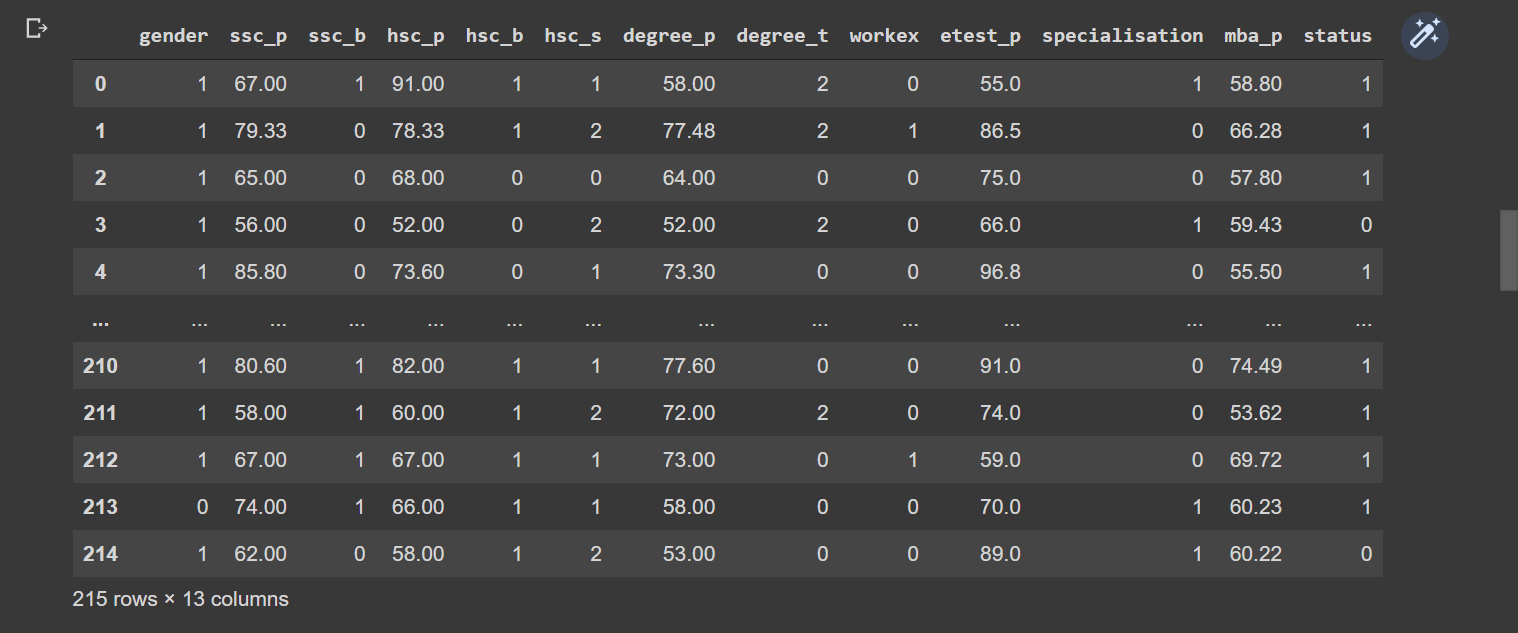 gender ssc_p ssc_b hsc_p hsc_b hsc_s degree_p degree_t workex etest_p specialisation mba_p status
0 1 67.00 1 91.00 1 1 58.00 2 0 55.0 1 58.80 1
1 1 79.33 0 78.33 1 2 77.48 2 1 86.5 0 66.28 1
2 1 65.00 0 68.00 0 0 64.00 0 0 75.0 0 57.80 1
3 1 56.00 0 52.00 0 2 52.00 2 0 66.0 1 59.43 0
4 1 85.80 0 73.60 0 1 73.30 0 0 96.8 0 55.50 1
... ... ... ... ... ... ... ... ... ... ... ... ... ...
210 1 80.60 1 82.00 1 1 77.60 0 0 91.0 0 74.49 1
211 1 58.00 1 60.00 1 2 72.00 2 0 74.0 0 53.62 1
212 1 67.00 1 67.00 1 1 73.00 0 1 59.0 0 69.72 1
213 0 74.00 1 66.00 1 1 58.00 0 0 70.0 1 60.23 1
214 1 62.00 0 58.00 1 2 53.00 0 0 89.0 1 60.22 0
215 rows × 13 columns